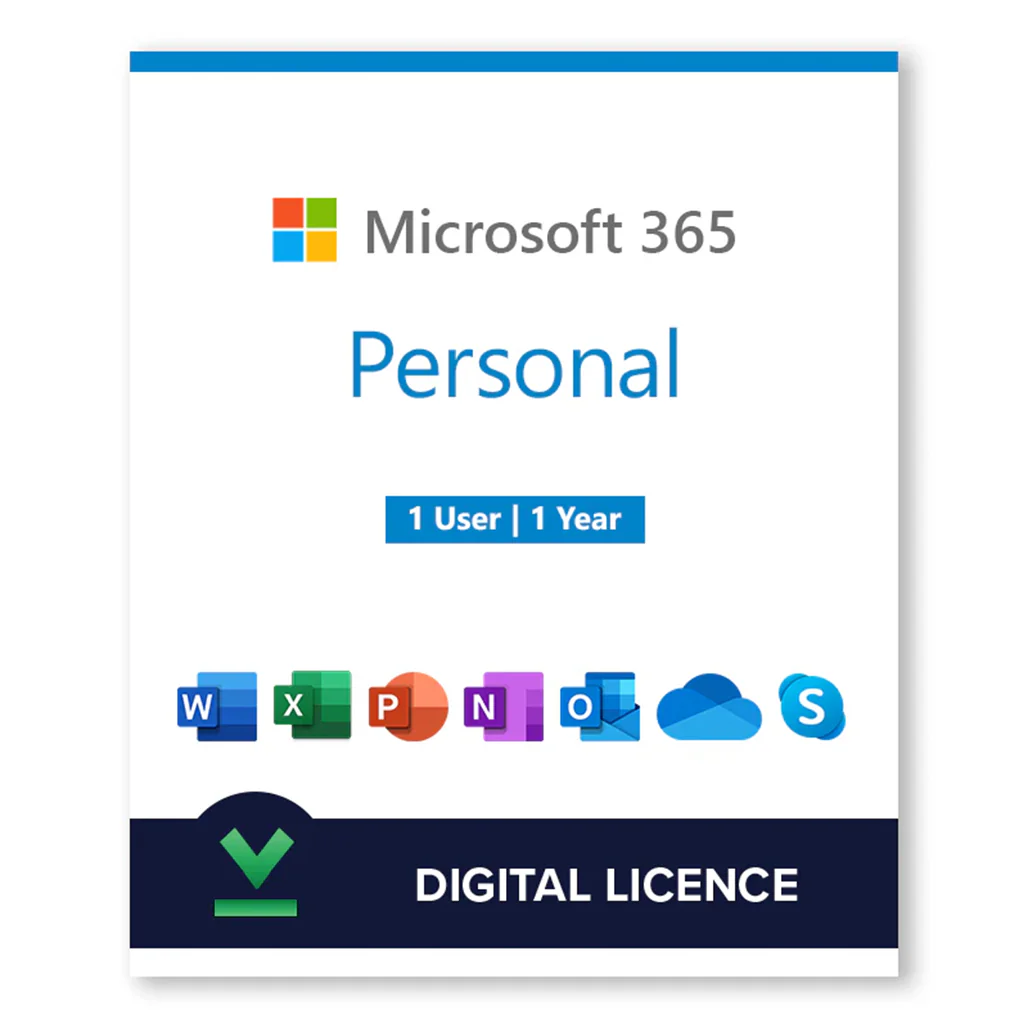 Microsoft 365
Personal
1 User | 1 Year
W X P N O S
DIGITAL LICENCE